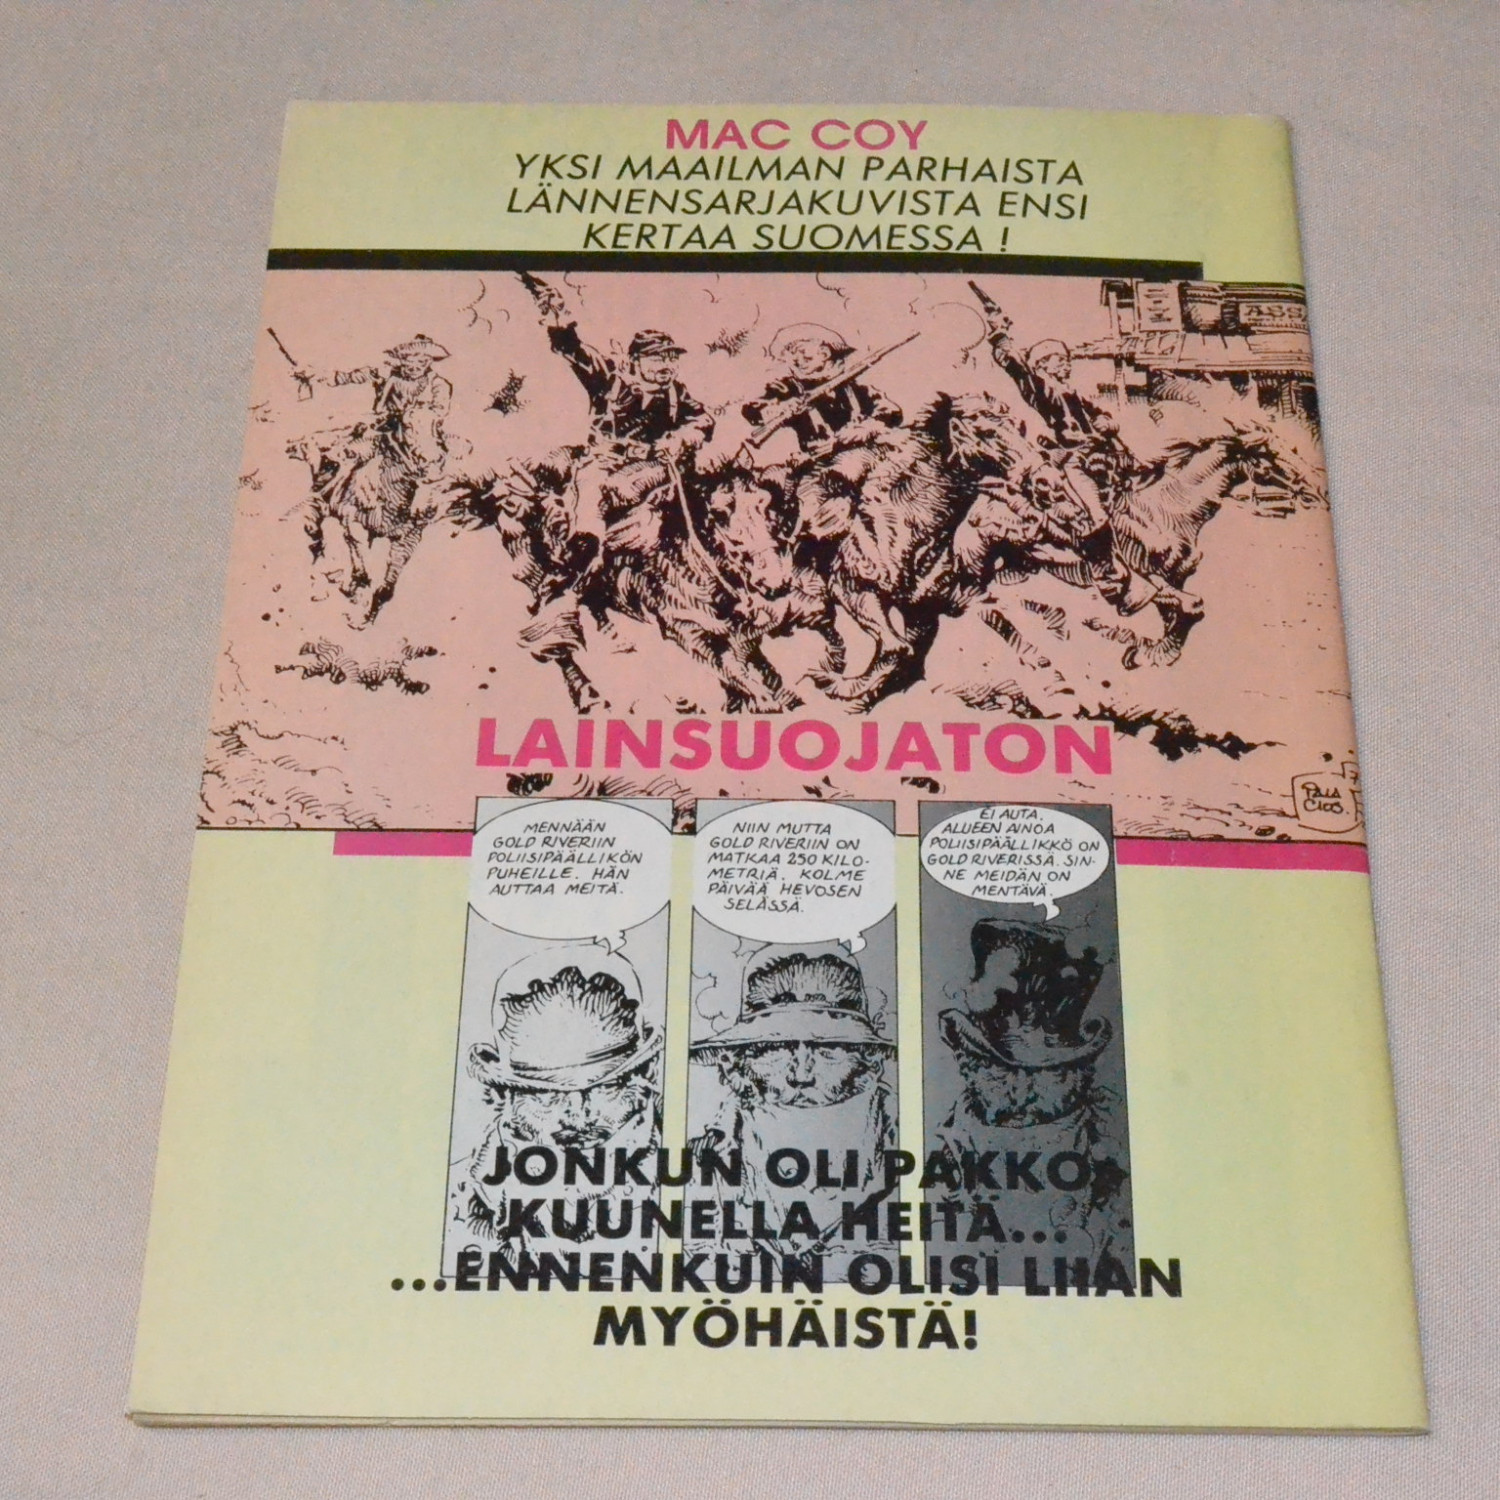 MAC COY
YKSI MAAILMAN PARHAISTA
LÄNNENSARJAKUVISTA ENSI
KERTAA SUOMESSA !
LAINSUOJATON
PALA
CIOS.
MENNÄÄN
GOLD RIVERIIN
POLIISIPÄÄLLIKÖN
PUHEILLE. HÄN
AUTTAA MEITÄ.
NIIN MUTTA
GOLD RIVERIIN ON
MATKAA 250 KILO-
METRIÄ. KOLME
PÄIVÄÄ HEVOSEN
SELÄSSÄ.
EI AUTA.
ALUEEN AINOA
POLIISIPÄÄLLIKKÖ ON
GOLD RIVERISSÄ. SIN-
NE MEIDÄN ON
MENTÄVÄ.
JONKUN OLI PAKKO
KUUNELLA HEITÄ...
...ENNENKUIN OLISI LIIAN
MYÖHÄISTÄ!